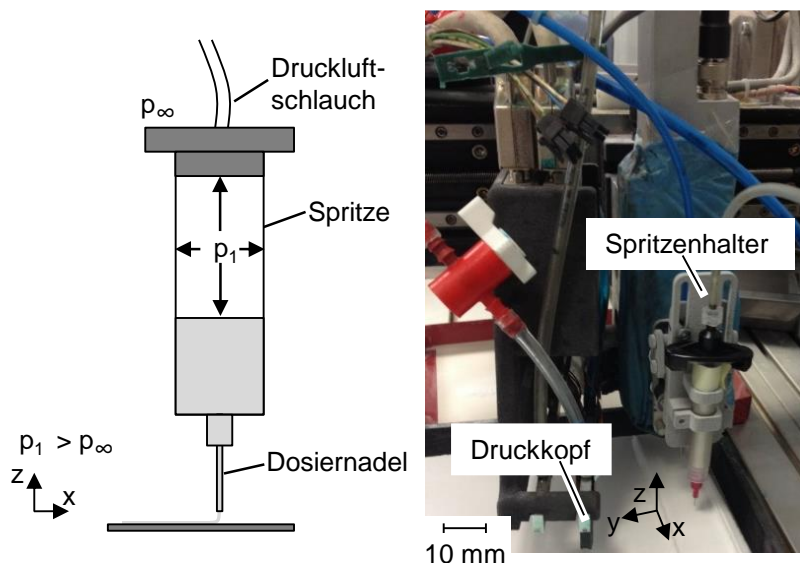 Druckluft-
schlauch
p∞
Spritze
p₁
p₁ > p∞
z
x
Dosiernadel
Spritzenhalter
Druckkopf
z
y
x
10 mm